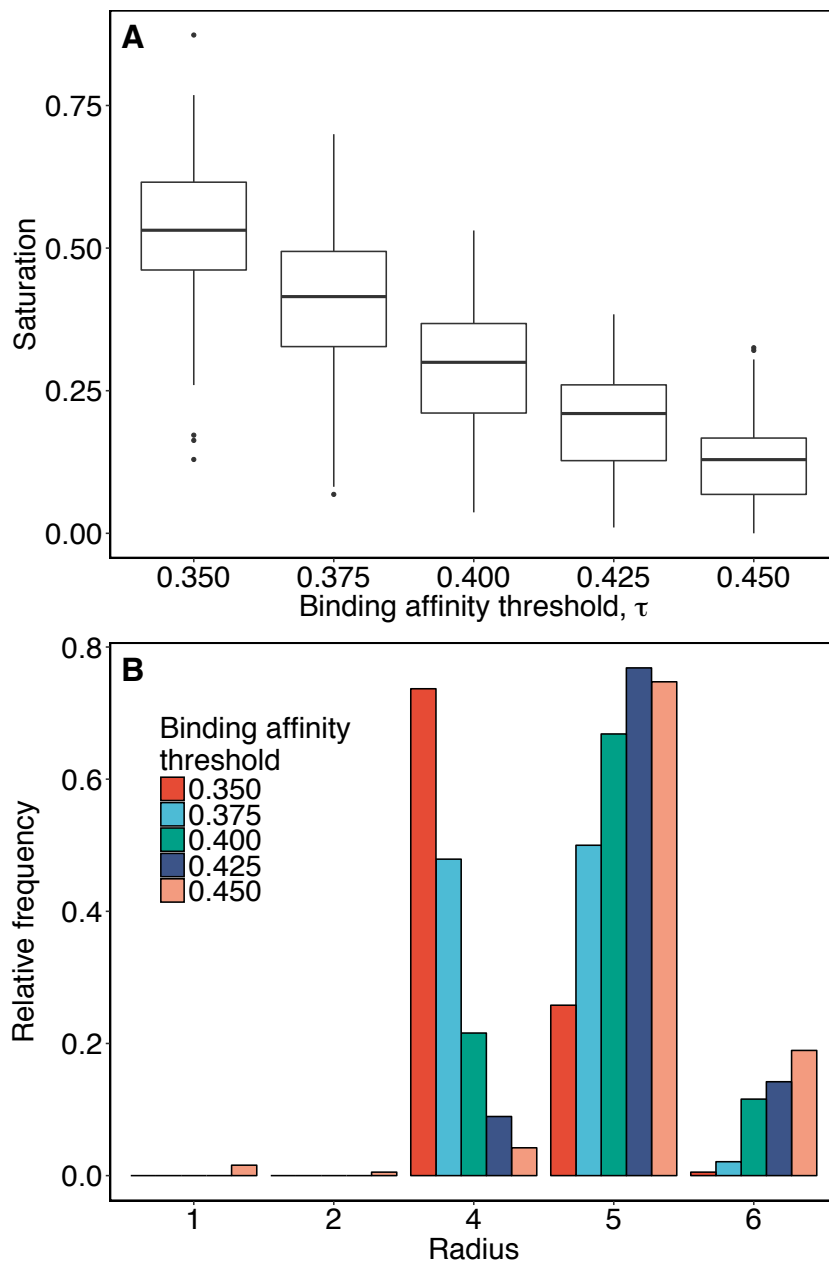 A
0.75
0.50
0.25
0.00
Saturation
0.350 0.375 0.400 0.425 0.450
Binding affinity threshold, τ
B
0.8
0.6
0.4
0.2
0.0
Relative frequency
Binding affinity
threshold
0.350
0.375
0.400
0.425
0.450
1 2 4 5 6
Radius